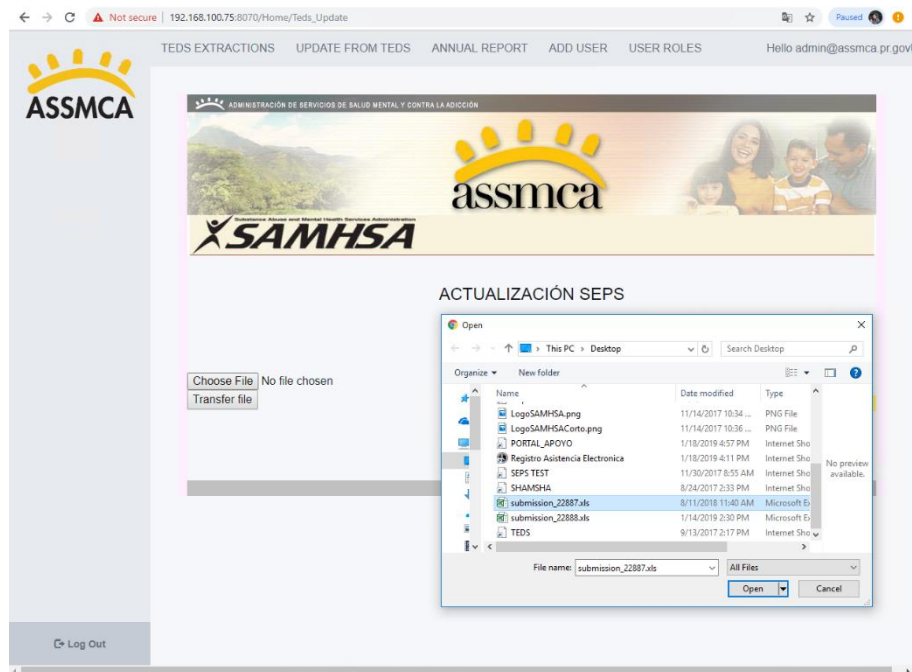 Not secure | 192.168.100.75:8070/Home/Teds_Update Paused
TEDS EXTRACTIONS UPDATE FROM TEDS ANNUAL REPORT ADD USER USER ROLES Hello admin@assmca.pr.gov!
ASSMCA
ADMINISTRACIÓN DE SERVICIOS DE SALUD MENTAL Y CONTRA LA ADICCIÓN
assmca
Substance Abuse and Mental Health Services Administration
SAMHSA
ACTUALIZACIÓN SEPS
Choose File No file chosen
Transfer file
Open
This PC > Desktop Search Desktop
Organize New folder
Name Date modified Type
LogoSAMHSA.png 11/14/2017 10:34 ... PNG File
LogoSAMHSACorto.png 11/14/2017 10:36 ... PNG File
PORTAL_APOYO 1/18/2019 4:57 PM Internet Sho
Registro Asistencia Electronica 1/18/2019 4:11 PM Internet Sho
SEPS TEST 11/30/2017 8:55 AM Internet Sho
SHAMSHA 8/24/2017 2:33 PM Internet Sho
submission_22887.xls 8/11/2018 11:40 AM Microsoft Ex
submission_22888.xls 1/14/2019 2:30 PM Microsoft Ex
TEDS 9/13/2017 2:17 PM Internet Sho
No preview
available.
File name: submission_22887.xls All Files
Open Cancel
Log Out